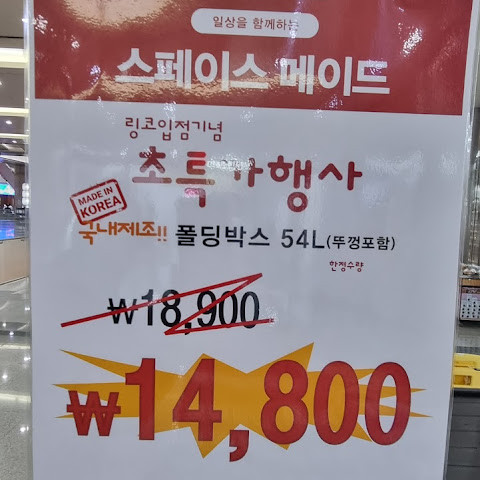 일상을 함께하는
스페이스 메이드
링코입점기념
초특가행사
MADE IN
KOREA
국내제조!! 폴딩박스 54L(뚜껑포함)
한정수량
₩18,900
₩14,800